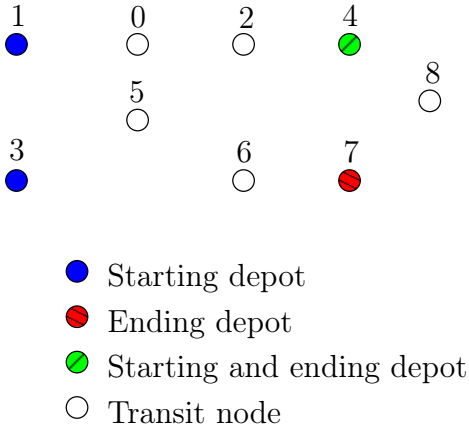 1 0 2 4
8
5
3 6 7
Starting depot
Ending depot
Starting and ending depot
Transit node